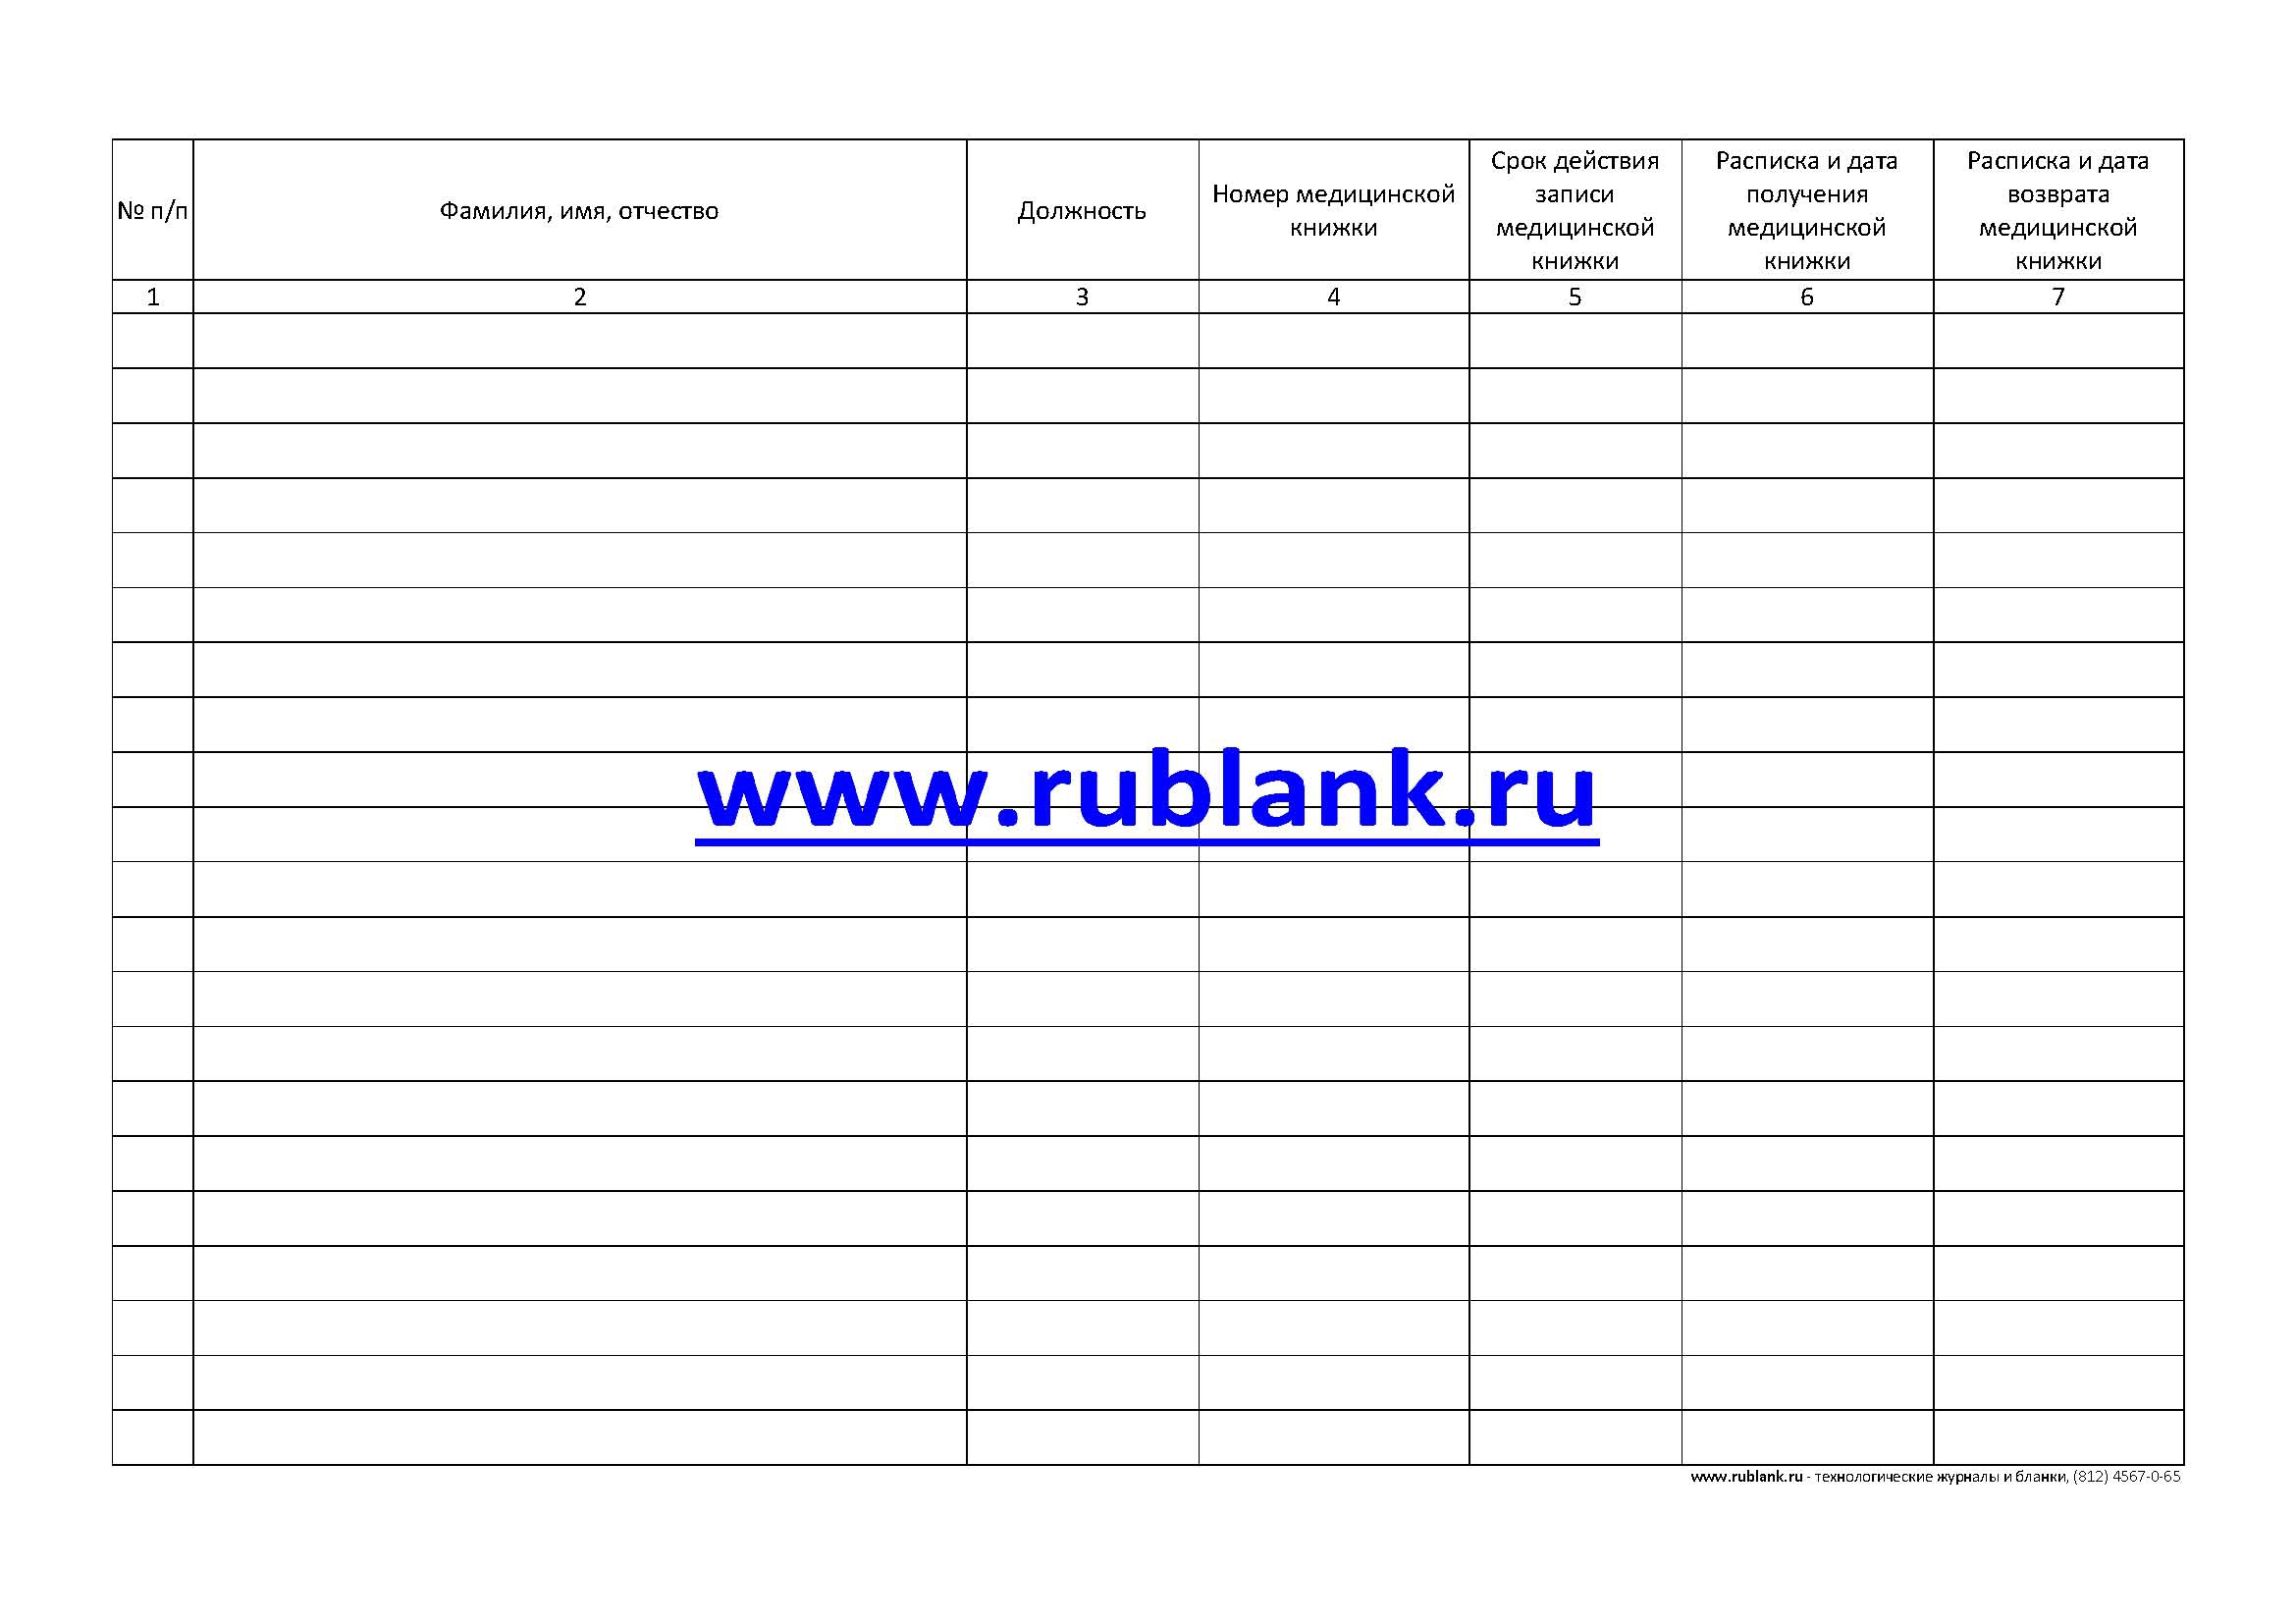 № п/п
Фамилия, имя, отчество
Должность
Номер медицинской
книжки
Срок действия
записи
медицинской
книжки
Расписка и дата
получения
медицинской
книжки
Расписка и дата
возврата
медицинской
книжки
1 2 3 4 5 6 7
www.rublank.ru
www.rublank.ru - технологические журналы и бланки, (812) 4567-0-65